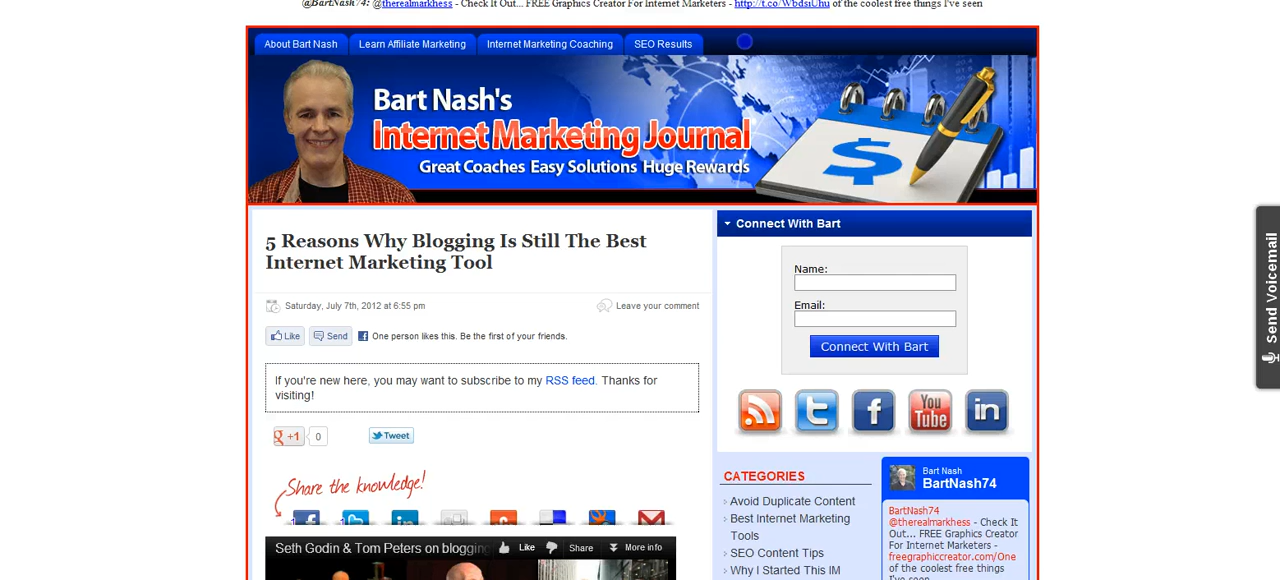 @BartNash74: @therealmarkhess - Check It Out... FREE Graphics Creator For Internet Marketers - http://t.co/WbdsiUhu of the coolest free things I've seen
About Bart Nash
Learn Affiliate Marketing
Internet Marketing Coaching
SEO Results
Bart Nash's
Internet Marketing Journal
Great Coaches Easy Solutions Huge Rewards
$
5 Reasons Why Blogging Is Still The Best
Internet Marketing Tool
Saturday, July 7th, 2012 at 6:55 pm
Leave your comment
Like
Send
One person likes this. Be the first of your friends.
If you're new here, you may want to subscribe to my RSS feed. Thanks for
visiting!
g +1
0
Tweet
Share the knowledge!
Seth Godin & Tom Peters on blogging
Like
Share
More info
Connect With Bart
Name:
Email:
Connect With Bart
You
Tube
in
CATEGORIES
Avoid Duplicate Content
Best Internet Marketing
Tools
SEO Content Tips
Why I Started This IM
Bart Nash
BartNash74
BartNash74
@therealmarkhess - Check It
Out... FREE Graphics Creator
For Internet Marketers -
freegraphiccreator.com/One
of the coolest free things
I've seen
Send Voicemail